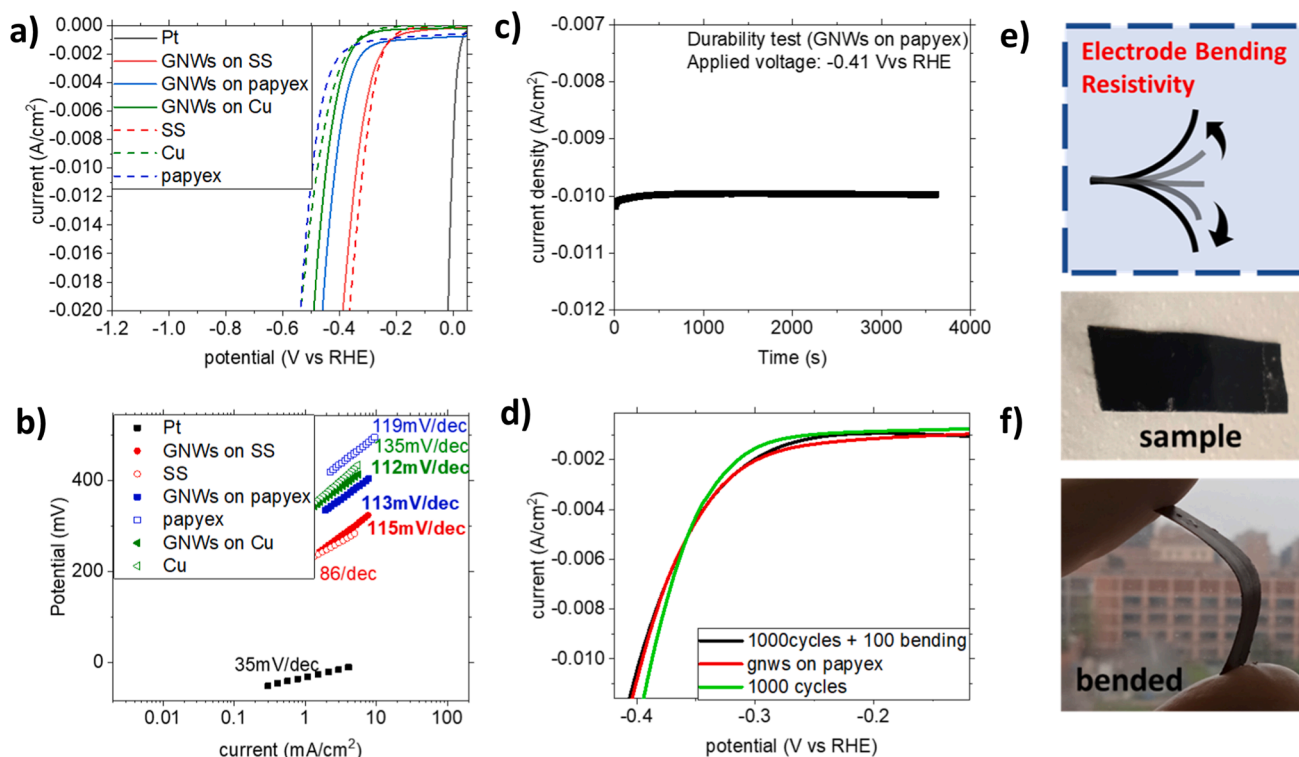 a)
0.000
-0.002
-0.004
-0.006
-0.008
-0.010
-0.012
-0.014
-0.016
-0.018
-0.020
current (A/cm²)
Pt
GNWs on SS
GNWs on papyex
GNWs on Cu
SS
Cu
papyex
-1.2 -1.0 -0.8 -0.6 -0.4 -0.2 0.0
potential (V vs RHE)
c)
-0.007
-0.008
-0.009
-0.010
-0.011
-0.012
current density (A/cm²)
Durability test (GNWs on papyex)
Applied voltage: -0.41 Vvs RHE
0 1000 2000 3000 4000
Time (s)
e)
Electrode Bending
Resistivity
b)
400
200
0
Potential (mV)
Pt
GNWs on SS
SS
GNWs on papyex
papyex
GNWs on Cu
Cu
119mV/dec
135mV/dec
112mV/dec
113mV/dec
115mV/dec
86/dec
35mV/dec
0.01 0.1 1 10 100
current (mA/cm²)
d)
-0.002
-0.004
-0.006
-0.008
-0.010
current (A/cm²)
1000cycles + 100 bending
gnws on papyex
1000 cycles
-0.4 -0.3 -0.2
potential (V vs RHE)
f)
sample
bended